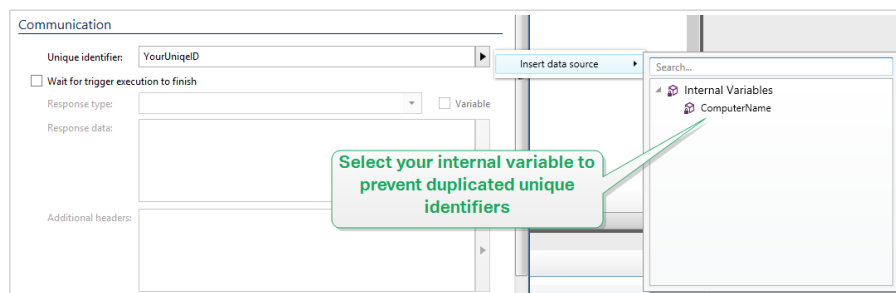 Communication
Unique identifier: YourUniqeID
Insert data source
Search...
Wait for trigger execution to finish
Internal Variables
Response type:
Variable
ComputerName
Response data:
Select your internal variable to
prevent duplicated unique
identifiers
Additional headers: